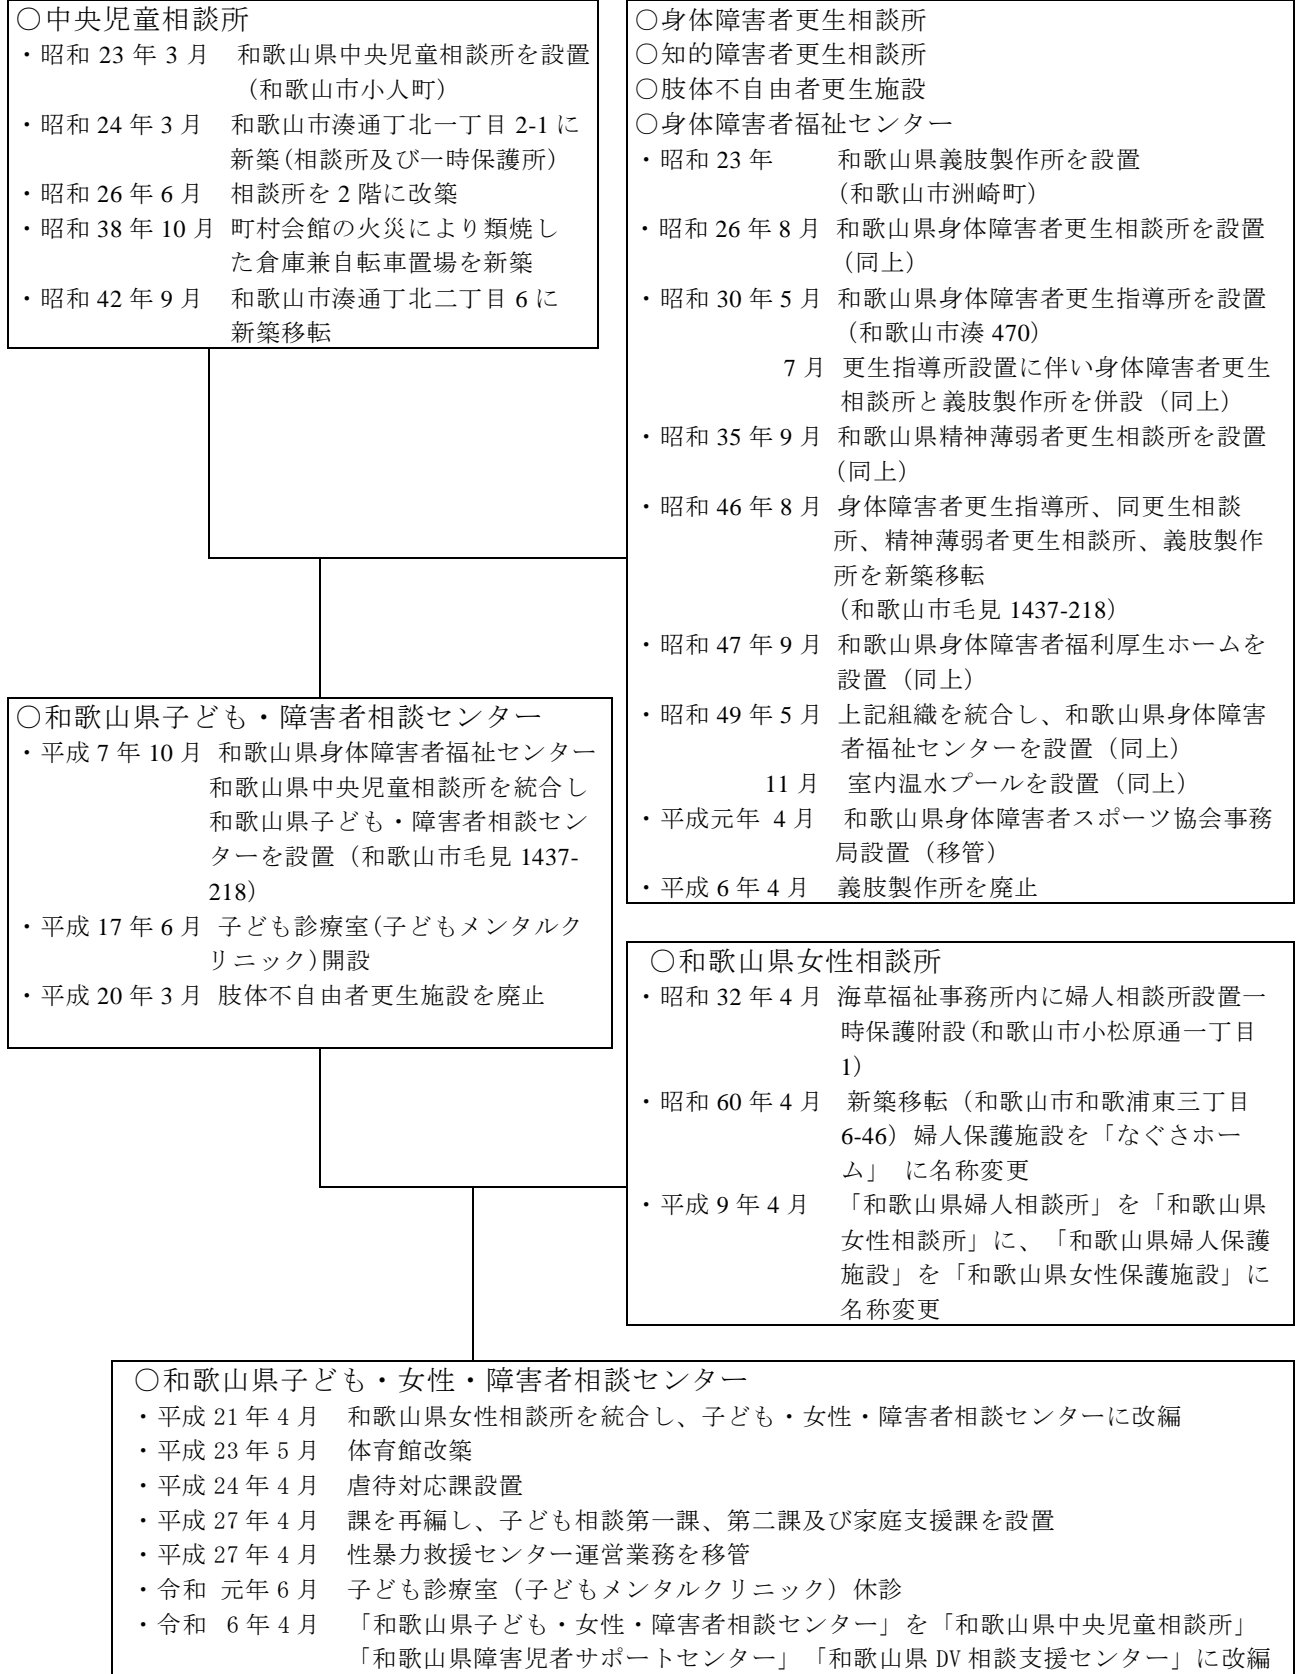 ○中央児童相談所
・昭和 23 年 3 月　和歌山県中央児童相談所を設置
（和歌山市小人町）
・昭和 24 年 3 月　和歌山市湊通丁北一丁目 2-1 に
新築(相談所及び一時保護所)
・昭和 26 年 6 月　相談所を 2 階に改築
・昭和 38 年 10 月 町村会館の火災により類焼し
た倉庫兼自転車置場を新築
・昭和 42 年 9 月　和歌山市湊通丁北二丁目 6 に
新築移転
○身体障害者更生相談所
○知的障害者更生相談所
○肢体不自由者更生施設
○身体障害者福祉センター
・昭和 23 年　　　和歌山県義肢製作所を設置
（和歌山市洲崎町）
・昭和 26 年 8 月 和歌山県身体障害者更生相談所を設置
（同上）
・昭和 30 年 5 月 和歌山県身体障害者更生指導所を設置
（和歌山市湊 470）
7 月 更生指導所設置に伴い身体障害者更生
相談所と義肢製作所を併設（同上）
・昭和 35 年 9 月 和歌山県精神薄弱者更生相談所を設置
（同上）
・昭和 46 年 8 月 身体障害者更生指導所、同更生相談
所、精神薄弱者更生相談所、義肢製作
所を新築移転
（和歌山市毛見 1437-218）
・昭和 47 年 9 月 和歌山県身体障害者福利厚生ホームを
設置（同上）
・昭和 49 年 5 月 上記組織を統合し、和歌山県身体障害
者福祉センターを設置（同上）
11 月　室内温水プールを設置（同上）
・平成元年 4 月　和歌山県身体障害者スポーツ協会事務
局設置（移管）
・平成 6 年 4 月　義肢製作所を廃止
○和歌山県子ども・障害者相談センター
・平成 7 年 10 月 和歌山県身体障害者福祉センター
和歌山県中央児童相談所を統合し
和歌山県子ども・障害者相談セン
ターを設置（和歌山市毛見 1437-
218）
・平成 17 年 6 月 子ども診療室(子どもメンタルク
リニック)開設
・平成 20 年 3 月 肢体不自由者更生施設を廃止
○和歌山県女性相談所
・昭和 32 年 4 月 海草福祉事務所内に婦人相談所設置一
時保護附設(和歌山市小松原通一丁目
1）
・昭和 60 年 4 月　新築移転（和歌山市和歌浦東三丁目
6-46）婦人保護施設を「なぐさホー
ム」 に名称変更
・平成 9 年 4 月　「和歌山県婦人相談所」を「和歌山県
女性相談所」に、「和歌山県婦人保護
施設」を「和歌山県女性保護施設」に
名称変更
○和歌山県子ども・女性・障害者相談センター
・平成 21 年 4 月　和歌山県女性相談所を統合し、子ども・女性・障害者相談センターに改編
・平成 23 年 5 月　体育館改築
・平成 24 年 4 月　虐待対応課設置
・平成 27 年 4 月　課を再編し、子ども相談第一課、第二課及び家庭支援課を設置
・平成 27 年 4 月　性暴力救援センター運営業務を移管
・令和 元年 6 月　子ども診療室（子どもメンタルクリニック）休診
・令和 6 年 4 月　「和歌山県子ども・女性・障害者相談センター」を「和歌山県中央児童相談所」
「和歌山県障害児者サポートセンター」「和歌山県 DV 相談支援センター」に改編